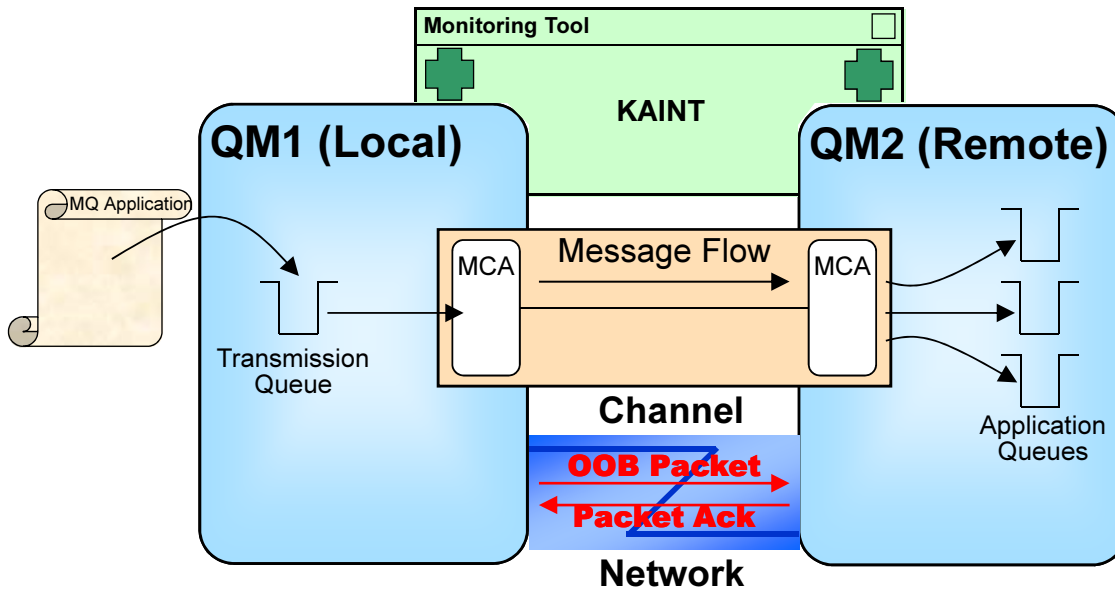 Monitoring Tool
KAINT
QM1 (Local)
QM2 (Remote)
MQ Application
MCA
Message Flow
MCA
Transmission
Queue
Channel
Application
Queues
OOB Packet
Packet Ack
Network